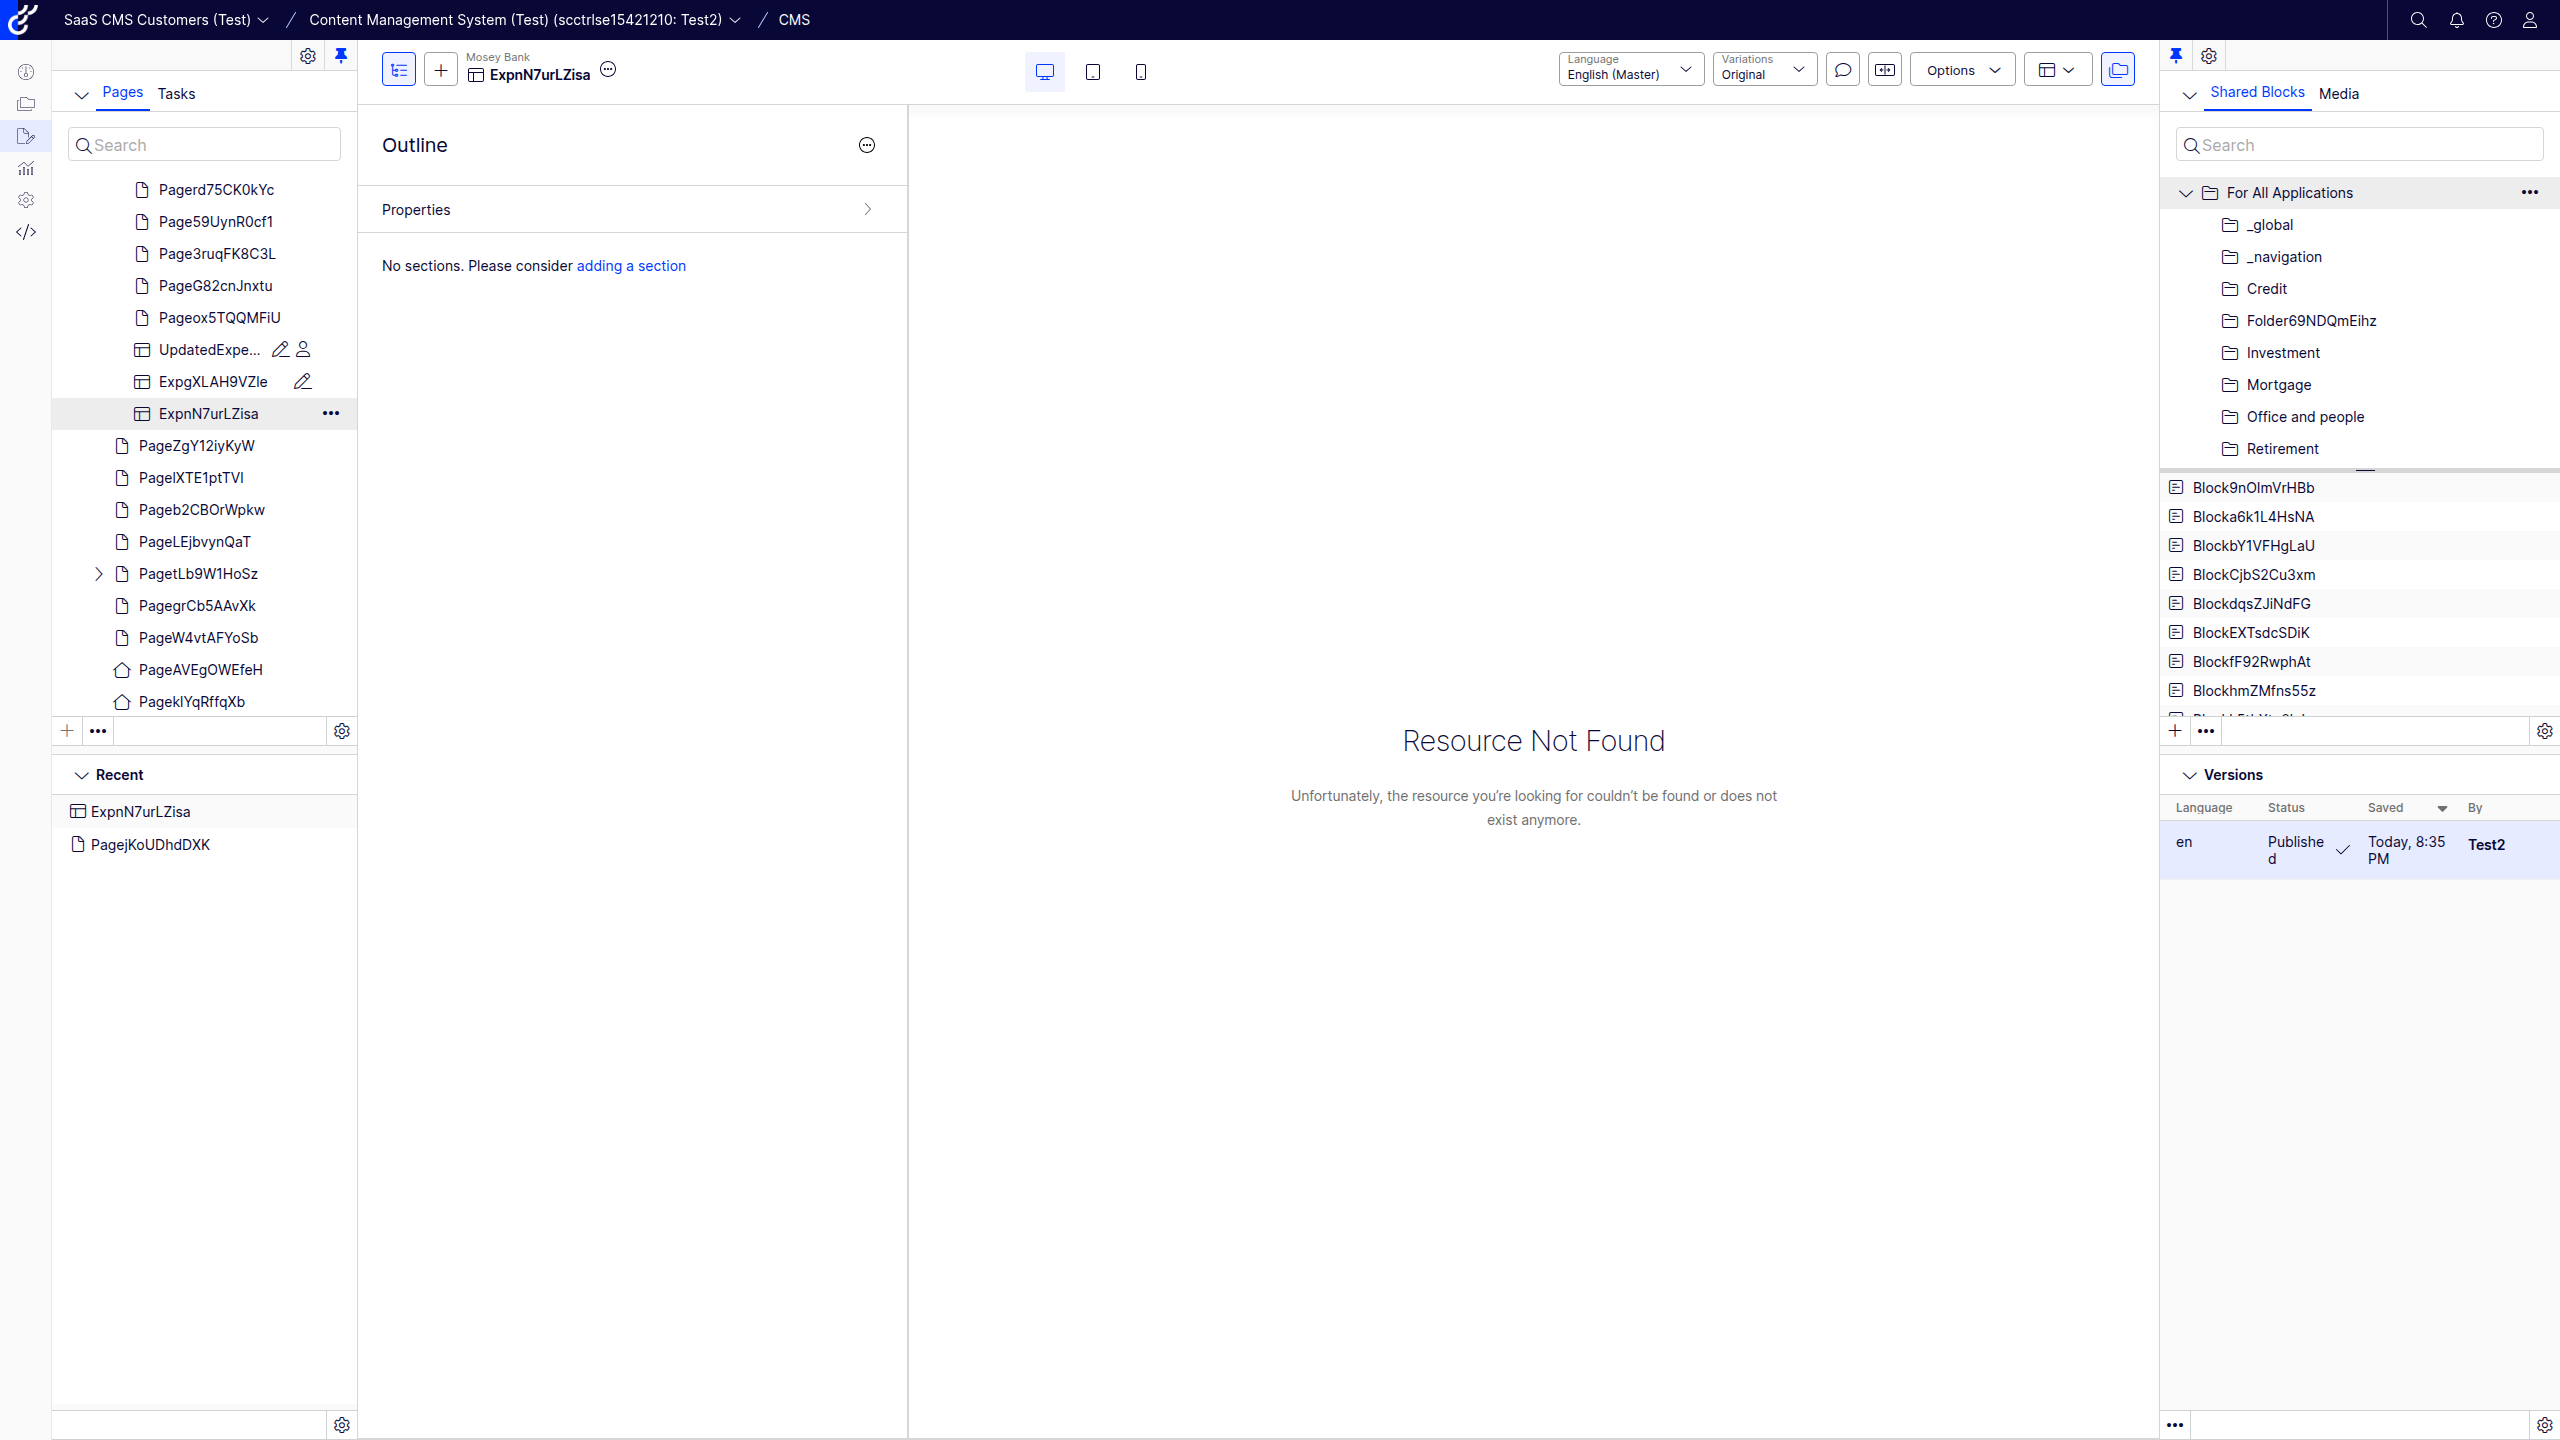 SaaS CMS Customers (Test)
Content Management System (Test) (scctrlse15421210: Test2)
CMS
Pages
Tasks
Search
Pagerd75CK0kYc
Page59UynR0cf1
Page3ruqFK8C3L
PageG82cnJnxtu
Pageox5TQQMFiU
UpdatedExpe...
ExpgXLAH9VZIe
ExpnN7urLZisa
PageZgY12iyKyW
PageIXTE1ptTVI
Pageb2CBOrWpkw
PageLEjbvynQaT
PagetLb9W1HoSz
PagegrCb5AAvXk
PageW4vtAFYoSb
PageAVEgOWEfeH
PagekIYqRffqXb
Recent
ExpnN7urLZisa
PagejKoUDhdDXK
Mosey Bank
ExpnN7urLZisa
Language
English (Master)
Variations
Original
Options
Outline
Properties
No sections. Please consider adding a section
Resource Not Found
Unfortunately, the resource you're looking for couldn't be found or does not
exist anymore.
Shared Blocks
Media
Search
For All Applications
_global
_navigation
Credit
Folder69NDQmEihz
Investment
Mortgage
Office and people
Retirement
Block9nOlmVrHBb
Blocka6k1L4HsNA
BlockbY1VFHgLaU
BlockCjbS2Cu3xm
BlockdqsZJiNdFG
BlockEXTsdcSDiK
BlockfF92RwphAt
BlockhmZMfns55z
Versions
Language
Status
Saved
By
en
Publishe
d
Today, 8:35
PM
Test2